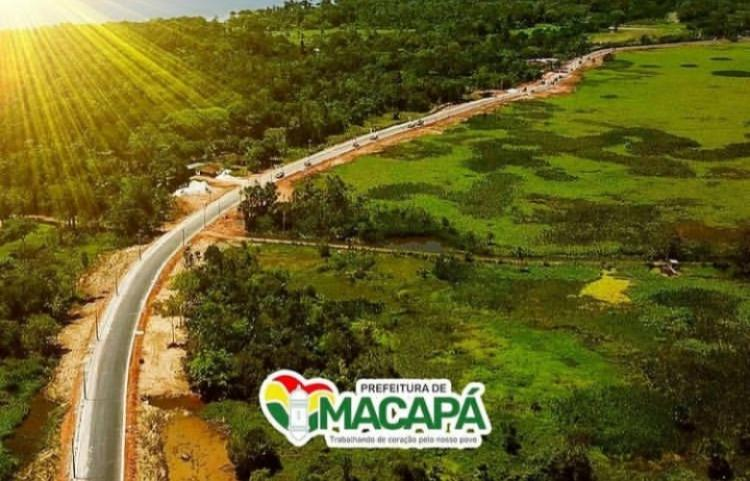 PREFEITURA DE
MACAPÁ
Trabalhando de coração pelo nosso povo